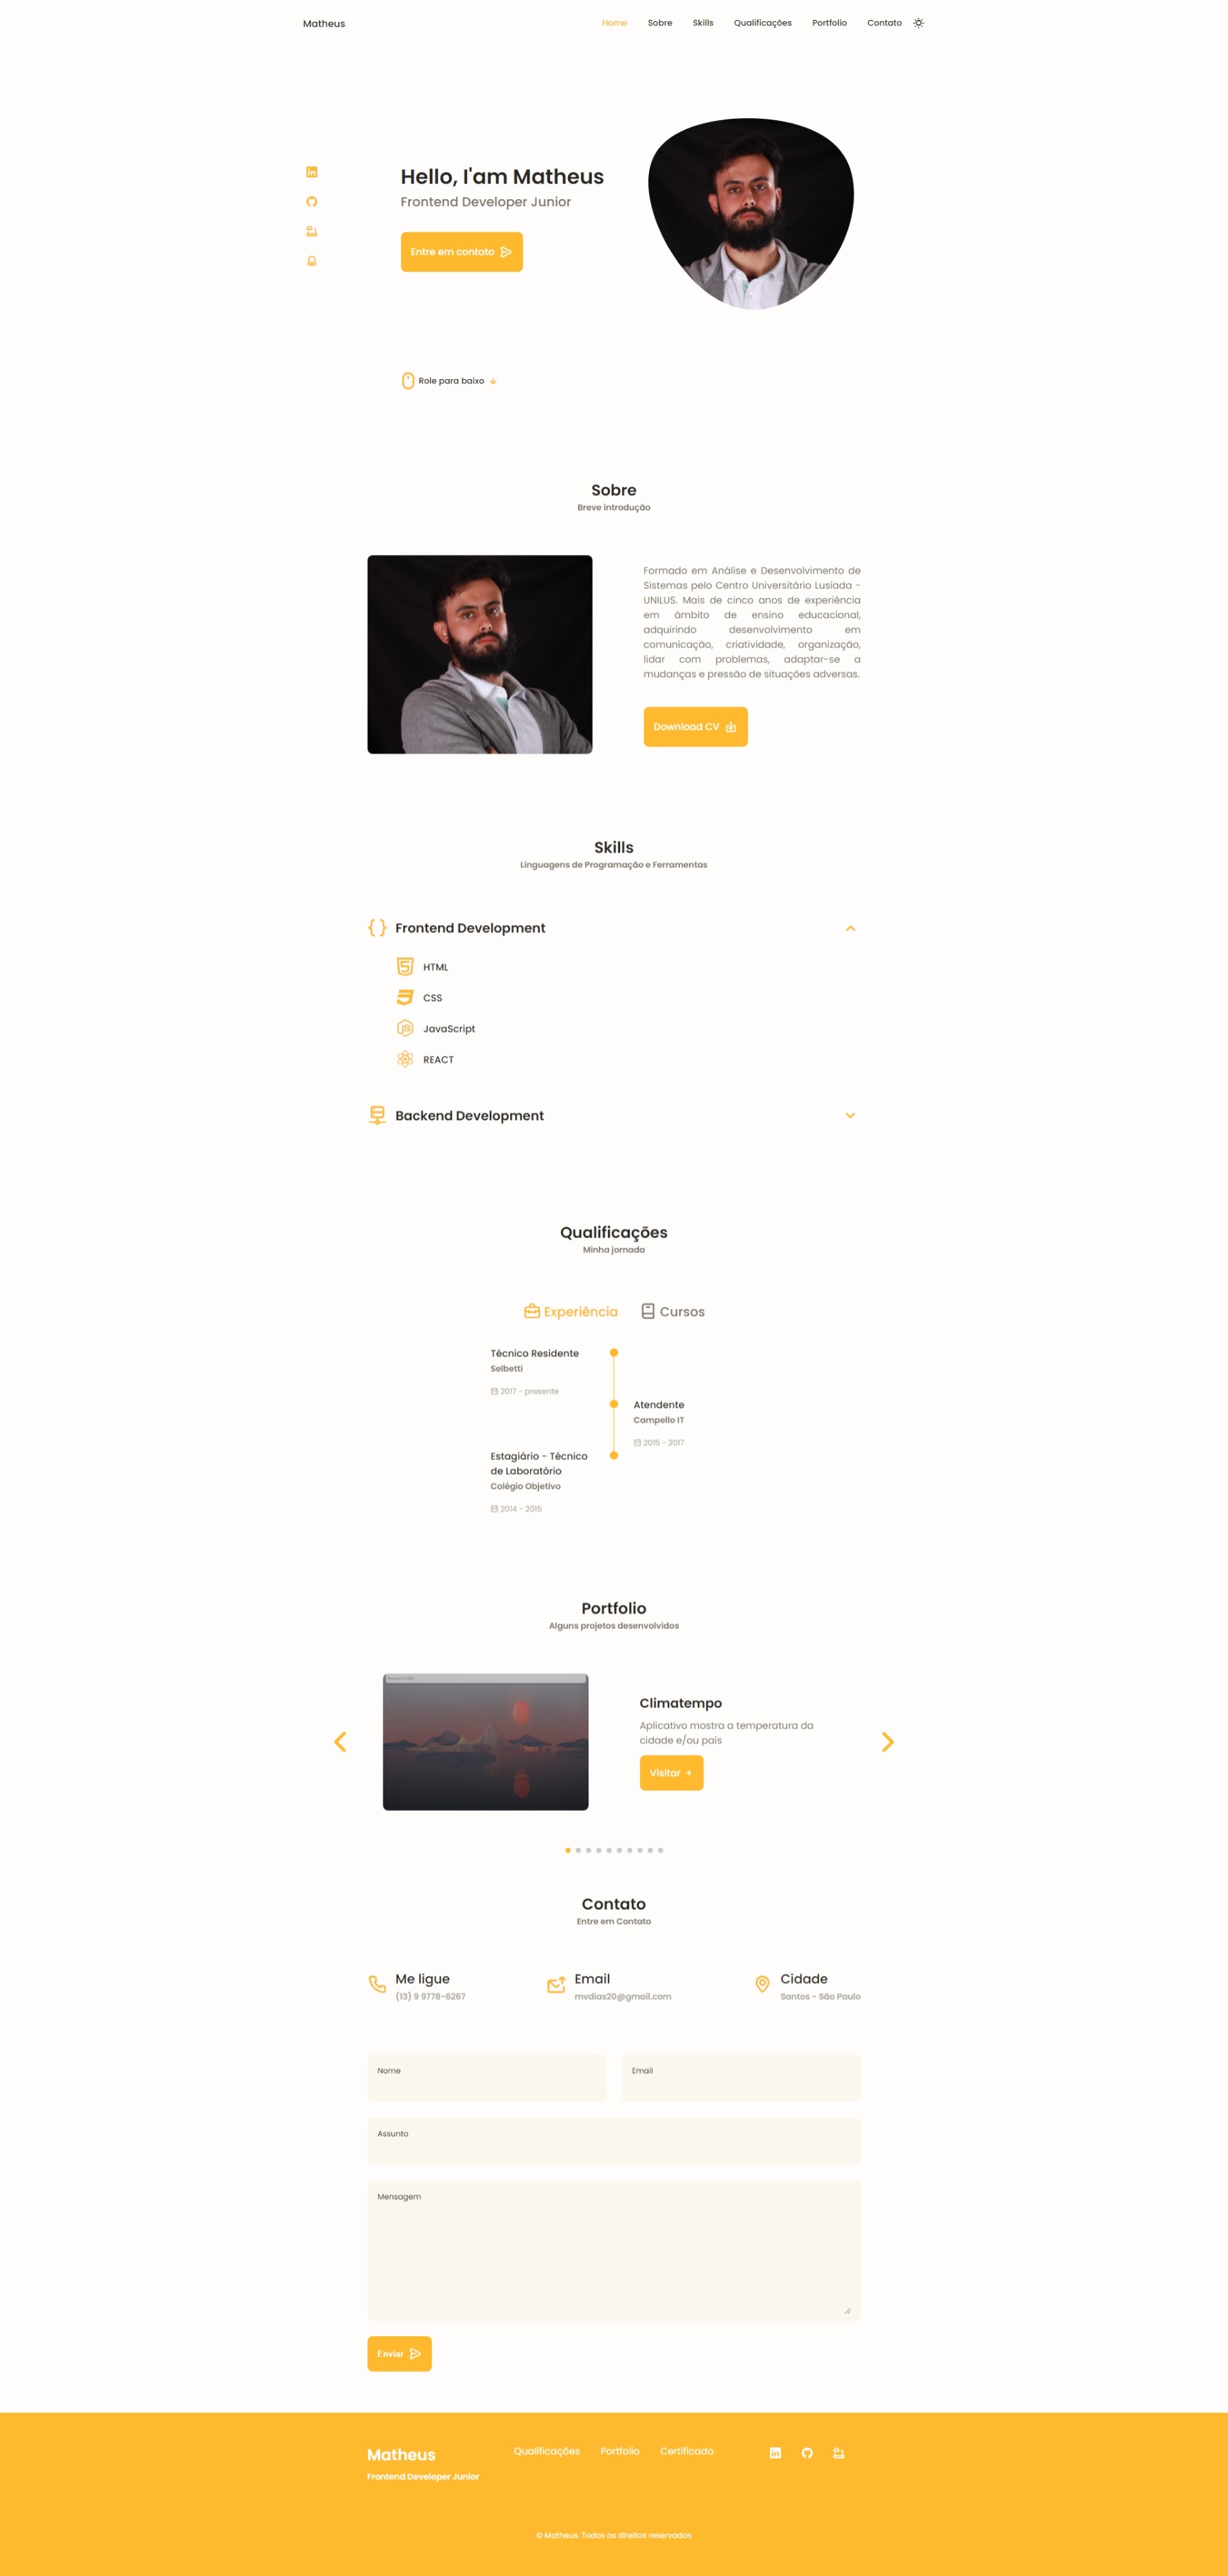 Matheus
Home Sobre Skills Qualificações Portfolio Contato
Hello, I'am Matheus
Frontend Developer Junior
Entre em contato
Role para baixo
Sobre
Breve introdução
Formado em Análise e Desenvolvimento de
Sistemas pelo Centro Universitário Lusiada -
UNILUS. Mais de cinco anos de experiência
em âmbito de ensino educacional,
adquirindo desenvolvimento em
comunicação, criatividade, organização,
lidar com problemas, adaptar-se a
mudanças e pressão de situações adversas.
Download CV
Skills
Linguagens de Programação e Ferramentas
Frontend Development
HTML
CSS
JavaScript
REACT
Backend Development
Qualificações
Minha jornada
Experiência Cursos
Técnico Residente
Selbetti
2017 - presente
Atendente
Campello IT
2015 - 2017
Estagiário - Técnico
de Laboratório
Colégio Objetivo
2014 - 2015
Portfolio
Alguns projetos desenvolvidos
Climatempo
Aplicativo mostra a temperatura da
cidade e/ou país
Visitar
Contato
Entre em Contato
Me ligue
(13) 9 9778-6267
Email
mvdias20@gmail.com
Cidade
Santos - São Paulo
Nome
Email
Assunto
Mensagem
Enviar
Matheus
Frontend Developer Junior
Qualificações Portfolio Certificado
© Matheus. Todos os direitos reservados